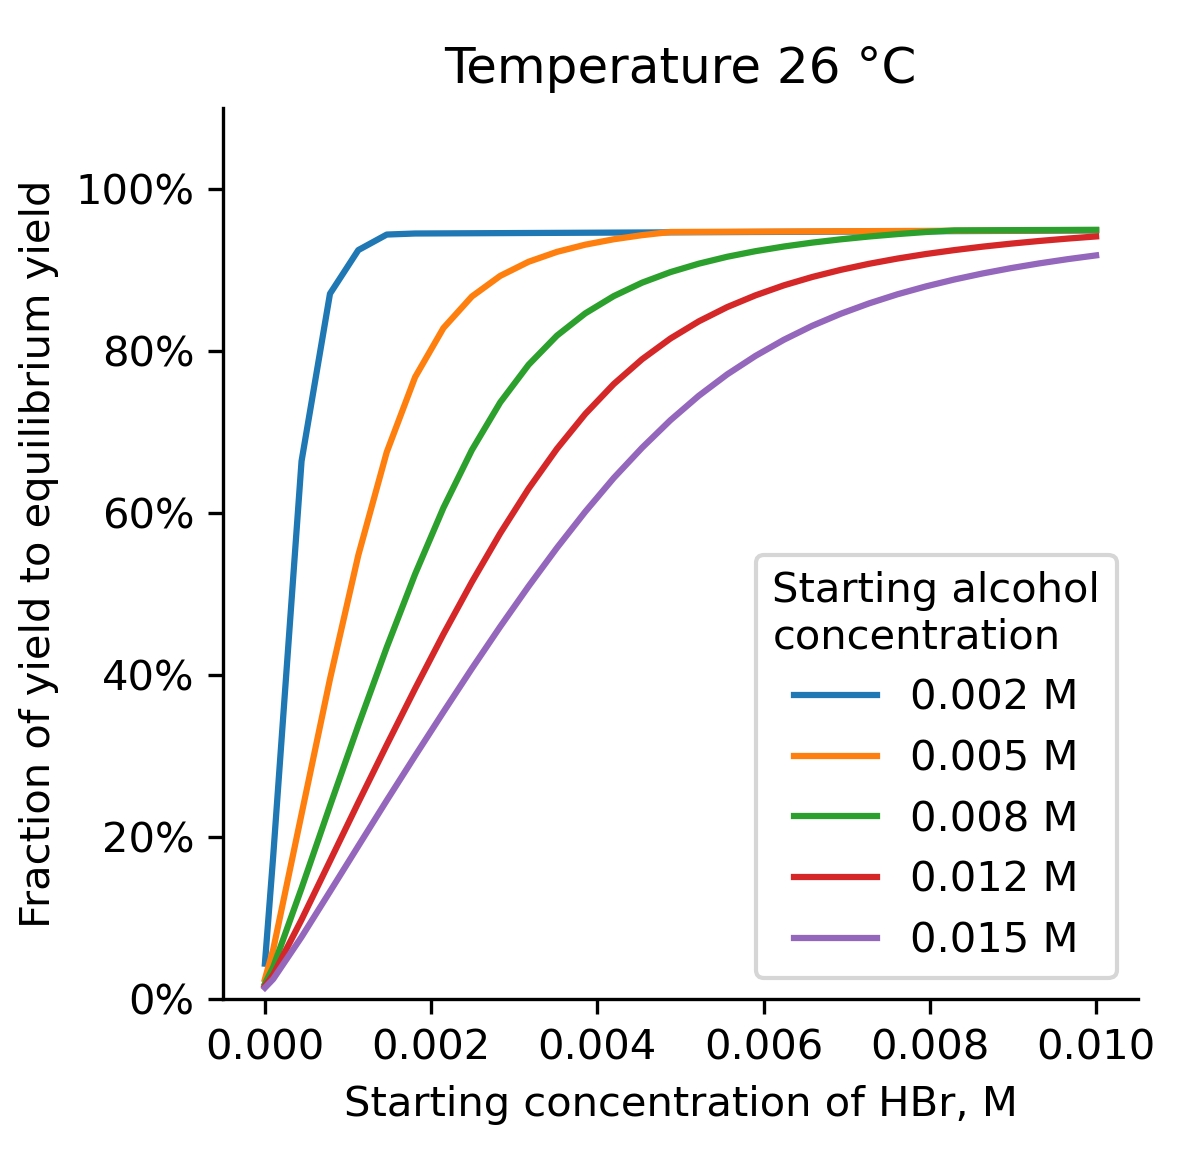 Temperature 26 °C
Fraction of yield to equilibrium yield
100%
80%
60%
40%
20%
0%
0.000 0.002 0.004 0.006 0.008 0.010
Starting concentration of HBr, M
Starting alcohol
concentration
0.002 M
0.005 M
0.008 M
0.012 M
0.015 M